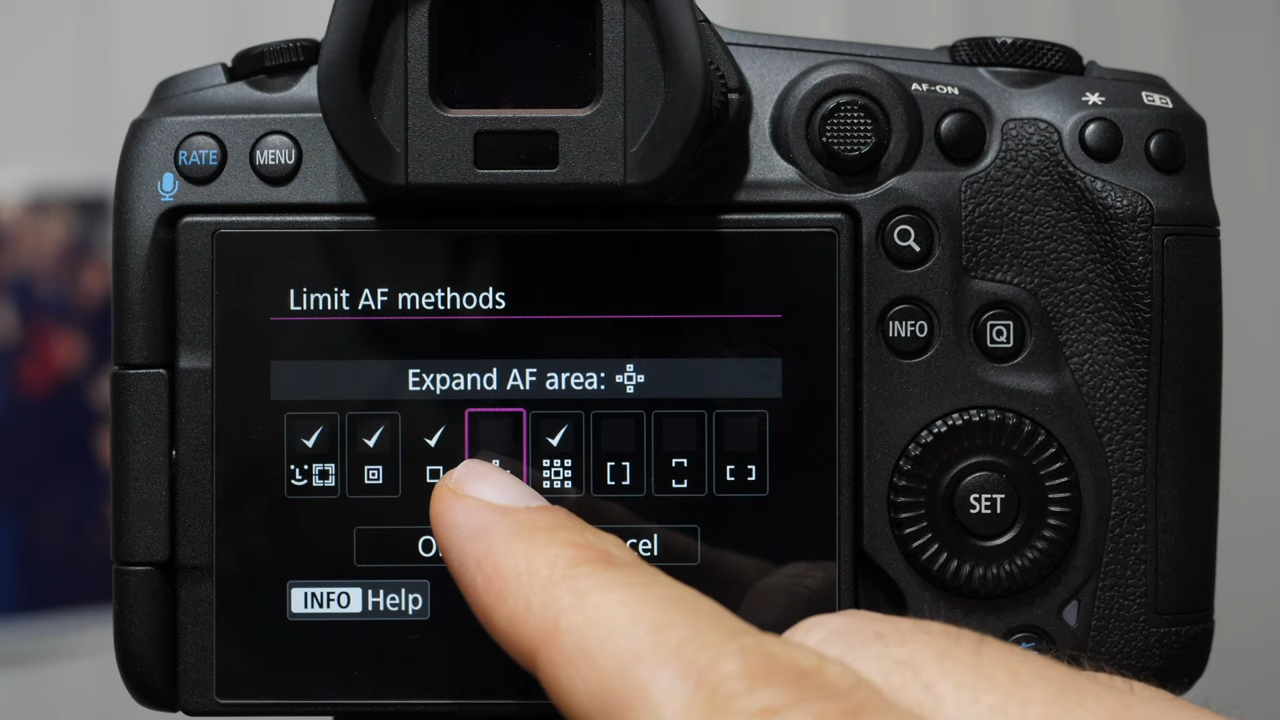 AF-ON
RATE
MENU
Limit AF methods
Expand AF area:
INFO
Q
SET
INFO Help